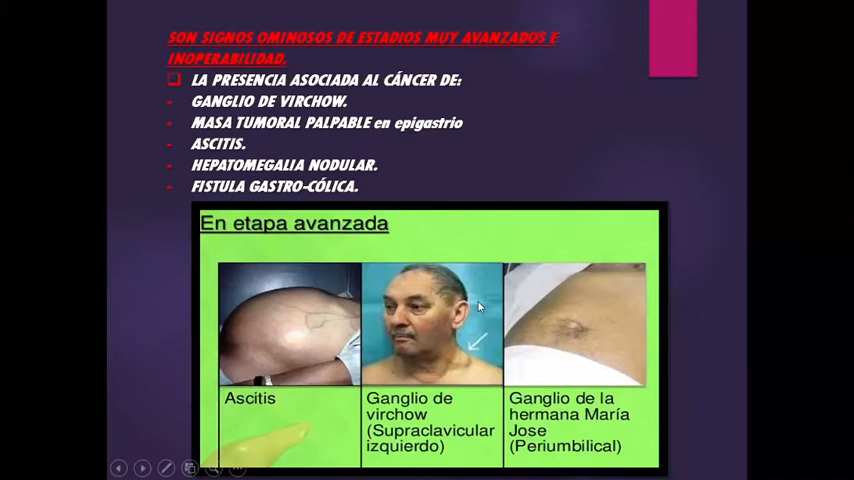 SON SIGNOS OMINOSOS DE ESTADIOS MUY AVANZADOS E
INOPERABILIDAD.
LA PRESENCIA ASOCIADA AL CÁNCER DE:
- GANGLIO DE VIRCHOW.
- MASA TUMORAL PALPABLE en epigastrio
- ASCITIS.
- HEPATOMEGALIA NODULAR.
- FISTULA GASTRO-CÓLICA.
En etapa avanzada
Ascitis
Ganglio de
virchow
(Supraclavicular
izquierdo)
Ganglio de la
hermana María
Jose
(Periumbilical)